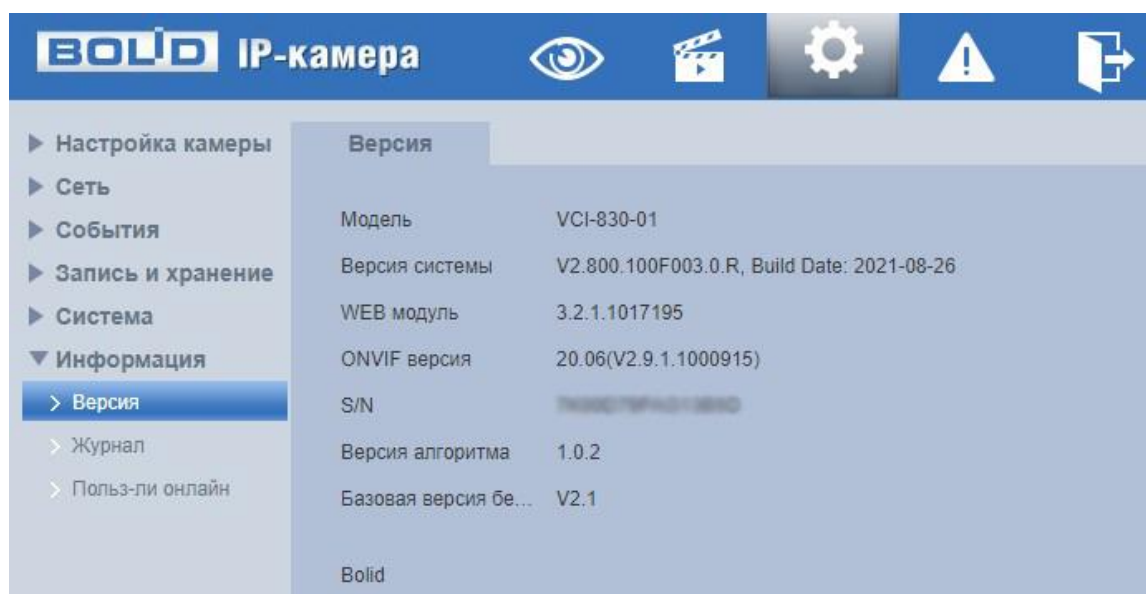 BOLID IP-камера
Настройка камеры
Сеть
События
Запись и хранение
Система
Информация
Версия
Журнал
Польз-ли онлайн
Версия
Модель VCI-830-01
Версия системы V2.800.100F003.0.R, Build Date: 2021-08-26
WEB модуль 3.2.1.1017195
ONVIF версия 20.06(V2.9.1.1000915)
S/N
Версия алгоритма 1.0.2
Базовая версия бе... V2.1
Bolid